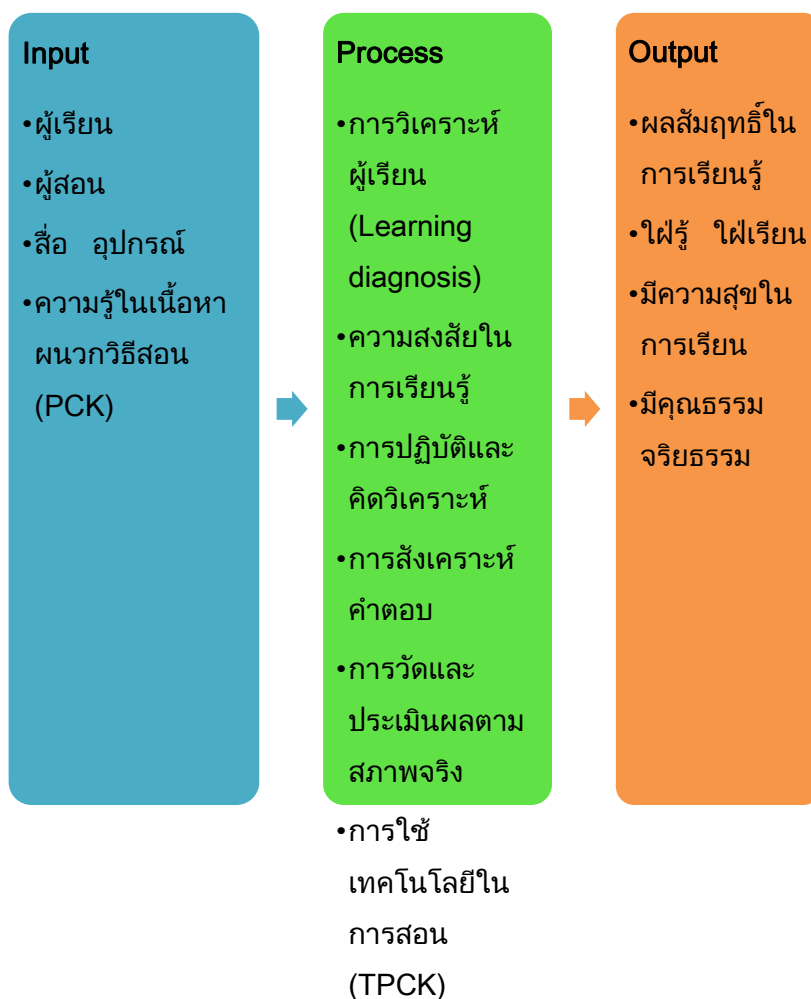 Input
•ผู้เรียน
•ผู้สอน
•สื่อ อุปกรณ์
•ความรู้ในเนื้อหา
ผนวกวิธีสอน
(PCK)
Process
•การวิเคราะห์
ผู้เรียน
(Learning
diagnosis)
•ความสงสัยใน
การเรียนรู้
•การปฏิบัติและ
คิดวิเคราะห์
•การสังเคราะห์
คำตอบ
•การวัดและ
ประเมินผลตาม
สภาพจริง
•การใช้
เทคโนโลยีใน
การสอน
(TPCK)
Output
•ผลสัมฤทธิ์ใน
การเรียนรู้
•ใฝ่รู้ ใฝ่เรียน
•มีความสุขใน
การเรียน
•มีคุณธรรม
จริยธรรม